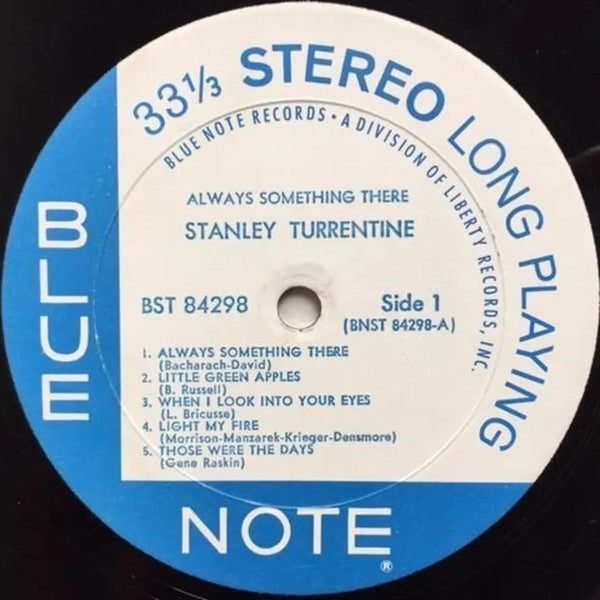 33⅓ STEREO LONG PLAYING
BLUE NOTE RECORDS • A DIVISION OF LIBERTY RECORDS, INC.
ALWAYS SOMETHING THERE
STANLEY TURRENTINE
BST 84298
Side 1
(BNST 84298-A)
1. ALWAYS SOMETHING THERE
(Bacharach-David)
2. LITTLE GREEN APPLES
(B. Russell)
3. WHEN I LOOK INTO YOUR EYES
(L. Bricusse)
4. LIGHT MY FIRE
(Morrison-Manzarek-Krieger-Densmore)
5. THOSE WERE THE DAYS
(Gene Raskin)
BLUE
NOTE®